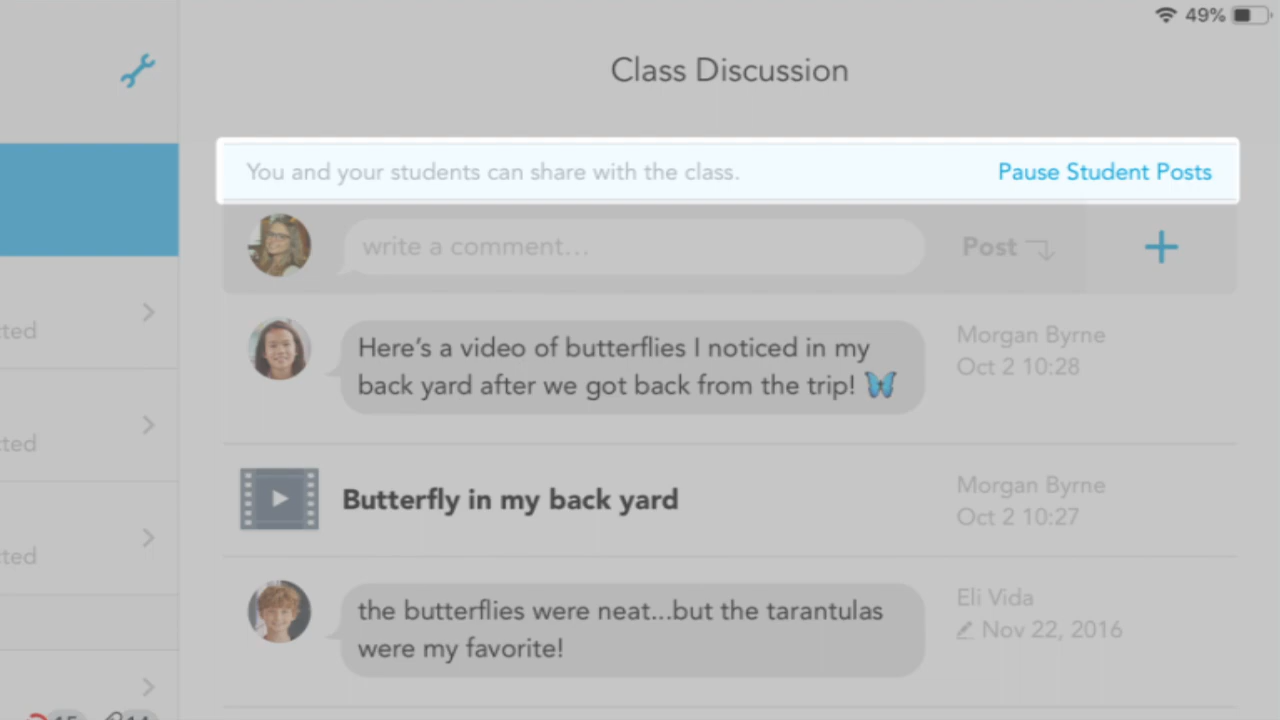 49%
Class Discussion
You and your students can share with the class.
Pause Student Posts
write a comment...
Post
Here's a video of butterflies I noticed in my
back yard after we got back from the trip! 🦋
Morgan Byrne
Oct 2 10:28
Butterfly in my back yard
Morgan Byrne
Oct 2 10:27
the butterflies were neat...but the tarantulas
were my favorite!
Eli Vida
Nov 22, 2016
cted
cted
cted